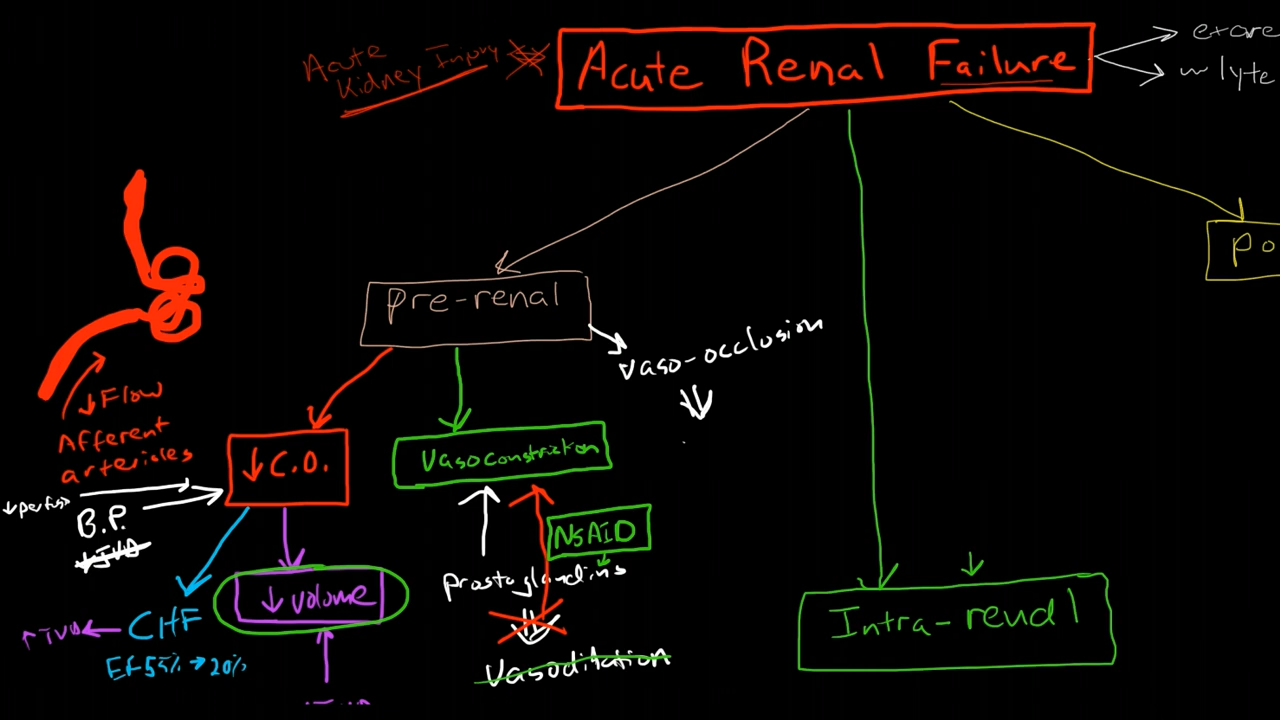 Acute
Kidney Injury
Acute Renal Failure
Pre-renal
Vaso-occlusion
↓ Flow
Afferent
arterioles
↓ C.O.
Vasoconstriction
B.P.
NSAID
prostaglandins
↓ volume
CHF
↑ JVD
EF 55% → 20%
Vasodilation
Intra-renal